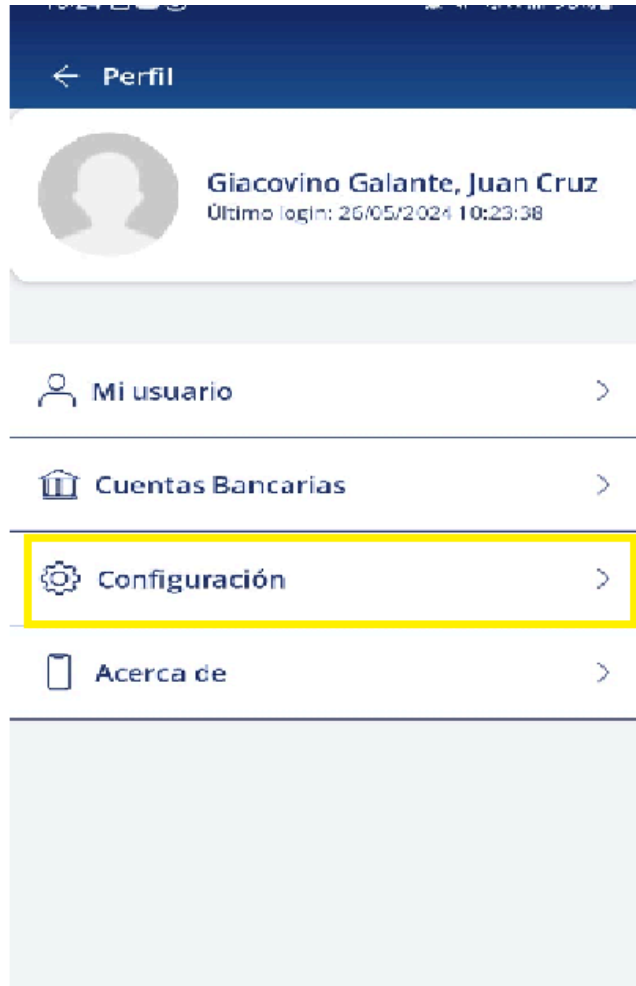 Perfil
Giacovino Galante, Juan Cruz
Último login: 26/05/2024 10:23:38
Mi usuario
Cuentas Bancarias
Configuración
Acerca de